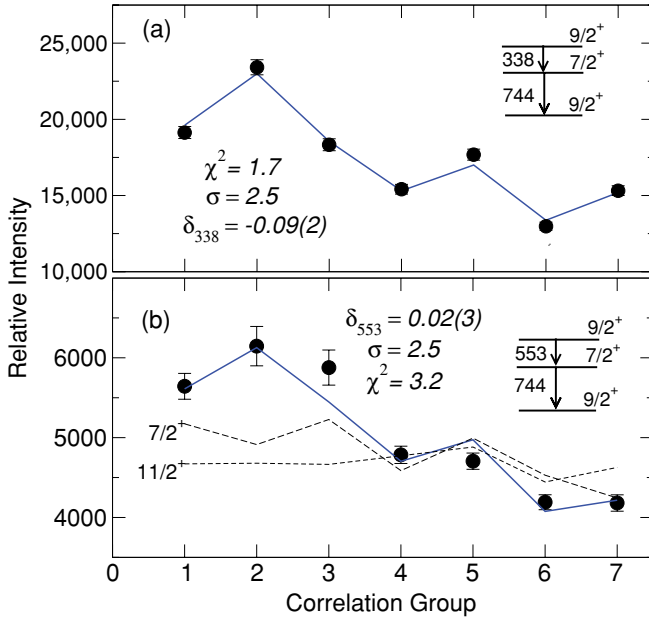 Relative Intensity
25,000
20,000
15,000
10,000
(a)
χ² = 1.7
σ = 2.5
δ₃₃₈ = -0.09(2)
9/2⁺
338 7/2⁺
744
9/2⁺
6000
5000
4000
(b)
δ₅₅₃ = 0.02(3)
σ = 2.5
χ² = 3.2
9/2⁺
553 7/2⁺
744
9/2⁺
7/2⁺
11/2⁺
0 1 2 3 4 5 6 7
Correlation Group